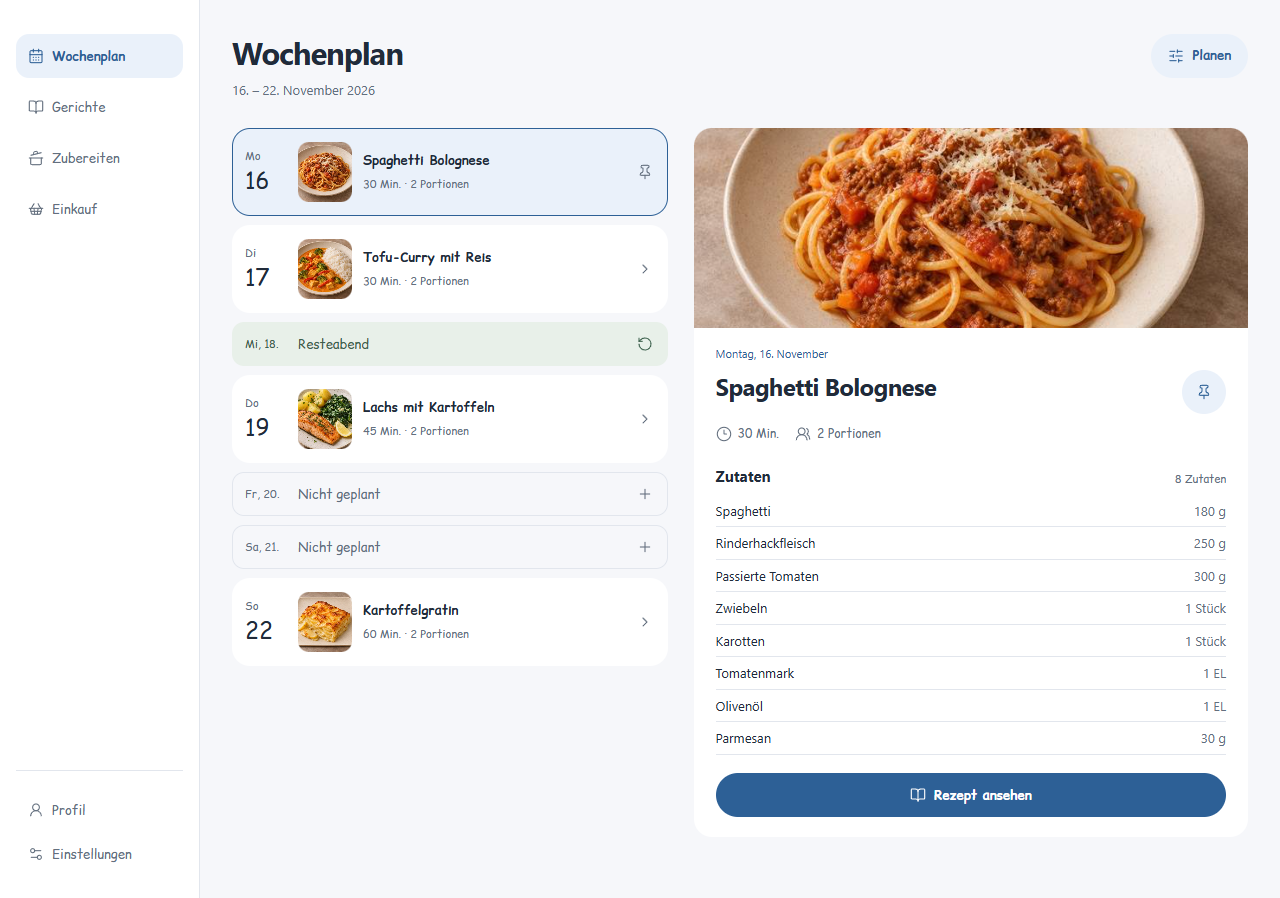 Wochenplan
Gerichte
Zubereiten
Einkauf
Profil
Einstellungen
Wochenplan
16. – 22. November 2026
Planen
Mo
16
Spaghetti Bolognese
30 Min. · 2 Portionen
Di
17
Tofu-Curry mit Reis
30 Min. · 2 Portionen
Mi, 18.
Resteabend
Do
19
Lachs mit Kartoffeln
45 Min. · 2 Portionen
Fr, 20.
Nicht geplant
Sa, 21.
Nicht geplant
So
22
Kartoffelgratin
60 Min. · 2 Portionen
Montag, 16. November
Spaghetti Bolognese
30 Min.
2 Portionen
Zutaten
8 Zutaten
Spaghetti 180 g
Rinderhackfleisch 250 g
Passierte Tomaten 300 g
Zwiebeln 1 Stück
Karotten 1 Stück
Tomatenmark 1 EL
Olivenöl 1 EL
Parmesan 30 g
Rezept ansehen